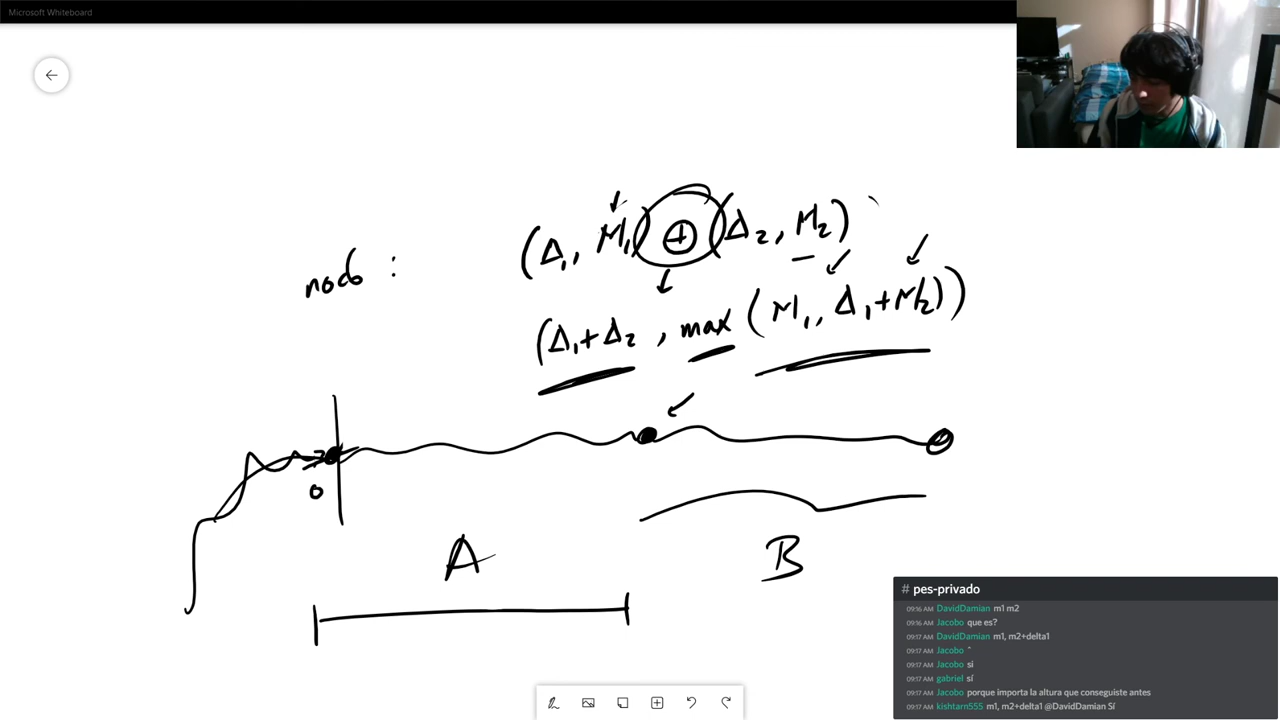 Microsoft Whiteboard
(Δ₁, M₁) ⊕ (Δ₂, M₂)
nodo :
(Δ₁+Δ₂, max (M₁, Δ₁+M₂))
0
A
B
# pes-privado
09:16 AM DavidDamian m1 m2
09:16 AM Jacobo que es?
09:17 AM DavidDamian m1, m2+delta1
09:17 AM Jacobo ^
09:17 AM Jacobo si
09:17 AM gabriel sí
09:17 AM Jacobo porque importa la altura que conseguiste antes
09:17 AM kishtarn555 m1, m2+delta1 @DavidDamian Sí